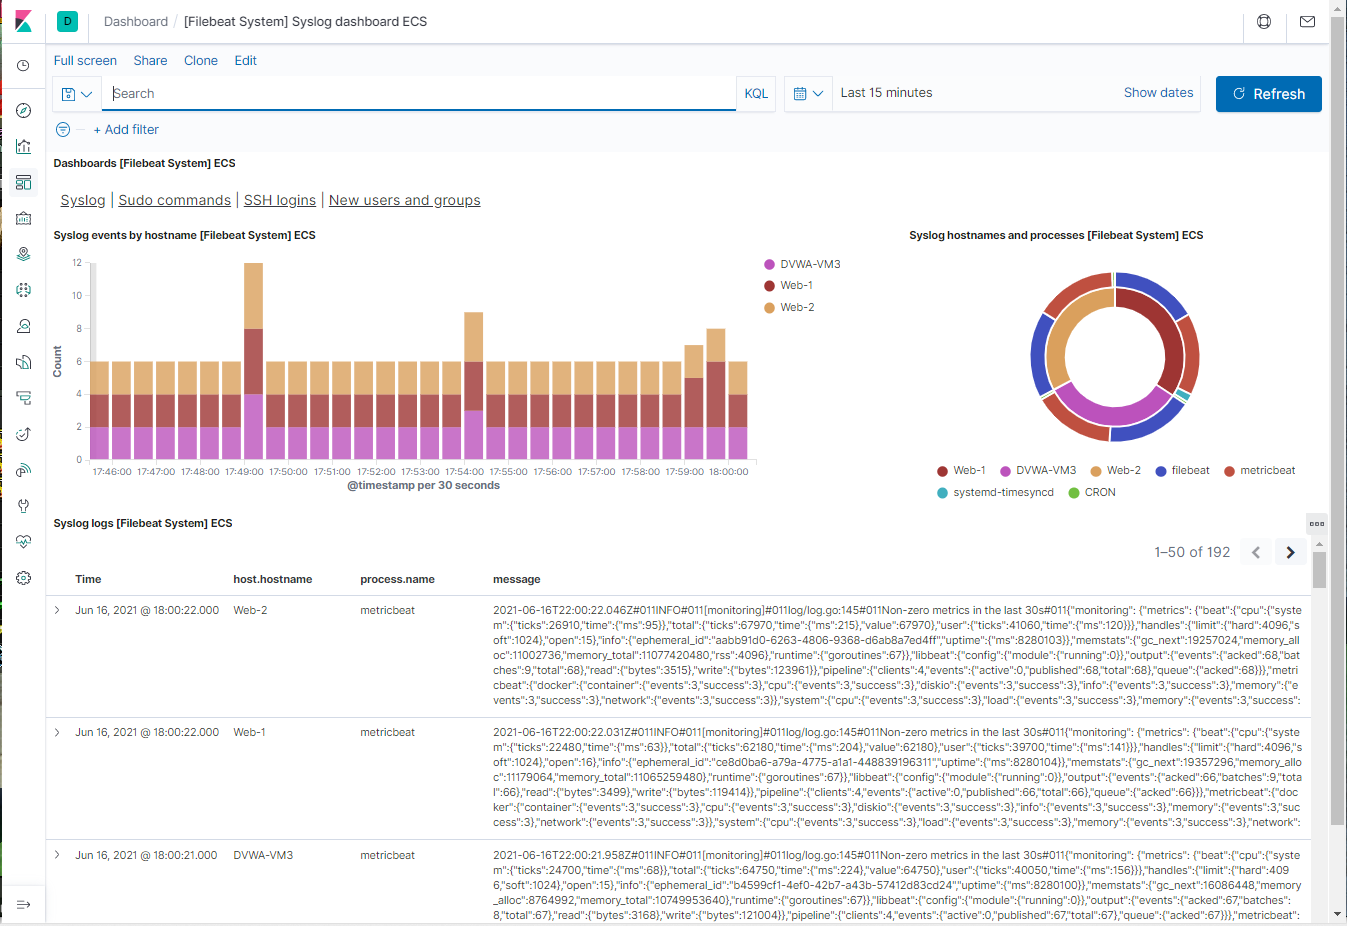 D Dashboard / [Filebeat System] Syslog dashboard ECS
Full screen Share Clone Edit
Search KQL Last 15 minutes Show dates Refresh
+ Add filter
Dashboards [Filebeat System] ECS
Syslog | Sudo commands | SSH logins | New users and groups
Syslog events by hostname [Filebeat System] ECS
12
10
8
6
4
2
0
Count
17:46:00 17:47:00 17:48:00 17:49:00 17:50:00 17:51:00 17:52:00 17:53:00 17:54:00 17:55:00 17:56:00 17:57:00 17:58:00 17:59:00 18:00:00
@timestamp per 30 seconds
DVWA-VM3
Web-1
Web-2
Syslog hostnames and processes [Filebeat System] ECS
Web-1 DVWA-VM3 Web-2 filebeat metricbeat
systemd-timesyncd CRON
Syslog logs [Filebeat System] ECS
1–50 of 192
Time host.hostname process.name message
Jun 16, 2021 @ 18:00:22.000 Web-2 metricbeat 2021-06-16T22:00:22.046Z#011INFO#011[monitoring]#011log/log.go:145#011Non-zero metrics in the last 30s#011{"monitoring": {"metrics": {"beat":{"cpu":{"syste
m":{"ticks":26910,"time":{"ms":95}},"total":{"ticks":67970,"time":{"ms":215},"value":67970},"user":{"ticks":41060,"time":{"ms":120}}},"handles":{"limit":{"hard":4096,"s
oft":1024},"open":15},"info":{"ephemeral_id":"aabb91d0-6263-4806-9368-d6ab8a7ed4ff","uptime":{"ms":8280103}},"memstats":{"gc_next":19257024,"memory_al
loc":11002736,"memory_total":11077420480,"rss":4096},"runtime":{"goroutines":67}},"libbeat":{"config":{"module":{"running":0}},"output":{"events":{"acked":68,"bat
ches":9,"total":68},"read":{"bytes":3515},"write":{"bytes":123961}},"pipeline":{"clients":4,"events":{"active":0,"published":68,"total":68},"queue":{"acked":68}}},"metri
cbeat":{"docker":{"container":{"events":3,"success":3},"cpu":{"events":3,"success":3},"diskio":{"events":3,"success":3},"info":{"events":3,"success":3},"memory":{"e
vents":3,"success":3},"network":{"events":3,"success":3}},"system":{"cpu":{"events":3,"success":3},"load":{"events":3,"success":3},"memory":{"events":3,"success":
Jun 16, 2021 @ 18:00:22.000 Web-1 metricbeat 2021-06-16T22:00:22.031Z#011INFO#011[monitoring]#011log/log.go:145#011Non-zero metrics in the last 30s#011{"monitoring": {"metrics": {"beat":{"cpu":{"sys
tem":{"ticks":22480,"time":{"ms":63}},"total":{"ticks":62180,"time":{"ms":204},"value":62180},"user":{"ticks":39700,"time":{"ms":141}}},"handles":{"limit":{"hard":4096,"s
oft":1024},"open":16},"info":{"ephemeral_id":"ce8d0ba6-a79a-4775-a1a1-448839196311","uptime":{"ms":8280104}},"memstats":{"gc_next":19357296,"memory_all
oc":11179064,"memory_total":11065259480},"runtime":{"goroutines":67}},"libbeat":{"config":{"module":{"running":0}},"output":{"events":{"acked":66,"batches":9,"tot
al":66},"read":{"bytes":3499},"write":{"bytes":119414}},"pipeline":{"clients":4,"events":{"active":0,"published":66,"total":66},"queue":{"acked":66}}},"metricbeat":{"doc
ker":{"container":{"events":3,"success":3},"cpu":{"events":3,"success":3},"diskio":{"events":3,"success":3},"info":{"events":3,"success":3},"memory":{"events":3,"suc
cess":3},"network":{"events":3,"success":3}},"system":{"cpu":{"events":3,"success":3},"load":{"events":3,"success":3},"memory":{"events":3,"success":3},"network":
Jun 16, 2021 @ 18:00:21.000 DVWA-VM3 metricbeat 2021-06-16T22:00:21.958Z#011INFO#011[monitoring]#011log/log.go:145#011Non-zero metrics in the last 30s#011{"monitoring": {"metrics": {"beat":{"cpu":{"syste
m":{"ticks":24700,"time":{"ms":68}},"total":{"ticks":64750,"time":{"ms":224},"value":64750},"user":{"ticks":40050,"time":{"ms":156}}},"handles":{"limit":{"hard":409
6,"soft":1024},"open":15},"info":{"ephemeral_id":"b4599cf1-4ef0-42b7-a43b-57412d83cd24","uptime":{"ms":8280100}},"memstats":{"gc_next":16086448,"memory
_alloc":8764992,"memory_total":10749953640},"runtime":{"goroutines":67}},"libbeat":{"config":{"module":{"running":0}},"output":{"events":{"acked":67,"batches":
8,"total":67},"read":{"bytes":3168},"write":{"bytes":121004}},"pipeline":{"clients":4,"events":{"active":0,"published":67,"total":67},"queue":{"acked":67}}},"metricbeat":